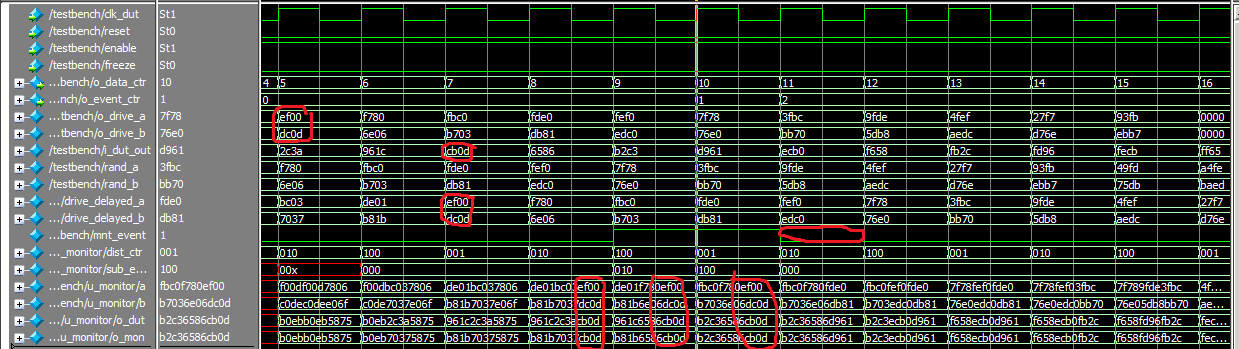 /testbench/clk_dut St1
/testbench/reset St0
/testbench/enable St1
/testbench/freeze St0
...bench/o_data_ctr 10 4 5 6 7 8 9 10 11 12 13 14 15 16
...nch/o_event_ctr 1 0 1 2
...tbench/o_drive_a 7f78 ef00 f780 fbc0 fde0 fef0 7f78 3fbc 9fde 4fef 27f7 93fb 0000
...tbench/o_drive_b 76e0 dc0d 6e06 b703 db81 edc0 76e0 bb70 5db8 aedc d76e ebb7 0000
/testbench/i_dut_out d961 2c3a 961c cb0d 6586 b2c3 d961 ecb0 f658 fb2c fd96 fecb ff65
/testbench/rand_a 3fbc f780 fbc0 fde0 fef0 7f78 3fbc 9fde 4fef 27f7 93fb 49fd a4fe
/testbench/rand_b bb70 6e06 b703 db81 edc0 76e0 bb70 5db8 aedc d76e ebb7 75db baed
.../drive_delayed_a fde0 bc03 de01 ef00 f780 fbc0 fde0 fef0 7f78 3fbc 9fde 4fef 27f7
.../drive_delayed_b db81 7037 b81b dc0d 6e06 b703 db81 edc0 76e0 bb70 5db8 aedc d76e
...bench/mnt_event 1
..._monitor/dist_ctr 001 010 100 001 010 100 001 010 100 001 010 100 001
..._monitor/sub_e... 100 00x 000 010 100 000
...ench/u_monitor/a fbc0f780ef00 f00df00d7806 f00dbc037806 de01bc037806 de01bc03ef00 de01f780ef00 fbc0f780ef00 fbc0f780fde0 fbc0fef0fde0 7f78fef0fde0 7f78fef03fbc 7f789fde3fbc 4f...
...ench/u_monitor/b b7036e06dc0d c0dec0dee06f c0de7037e06f b81b7037e06f b81b7037dc0d b81b6e06dc0d b7036e06dc0d b7036e06db81 b703edc0db81 76e0edc0db81 76e0edc0bb70 76e05db8bb70 ae...
.../u_monitor/o_dut b2c36586cb0d b0ebb0eb5875 b0eb2c3a5875 961c2c3a5875 961c2c3acb0d 961c6586cb0d b2c36586cb0d b2c36586d961 b2c3ecb0d961 f658ecb0d961 f658ecb0fb2c f658fd96fb2c fec...
...u_monitor/o_mon b2c36586cb0d b0ebb0eb5875 b81b7037cb0d b81b6586cb0d b2c36586cb0d b2c36586d961 b2c3ecb0d961 f658ecb0d961 f658ecb0fb2c f658fd96fb2c fec...